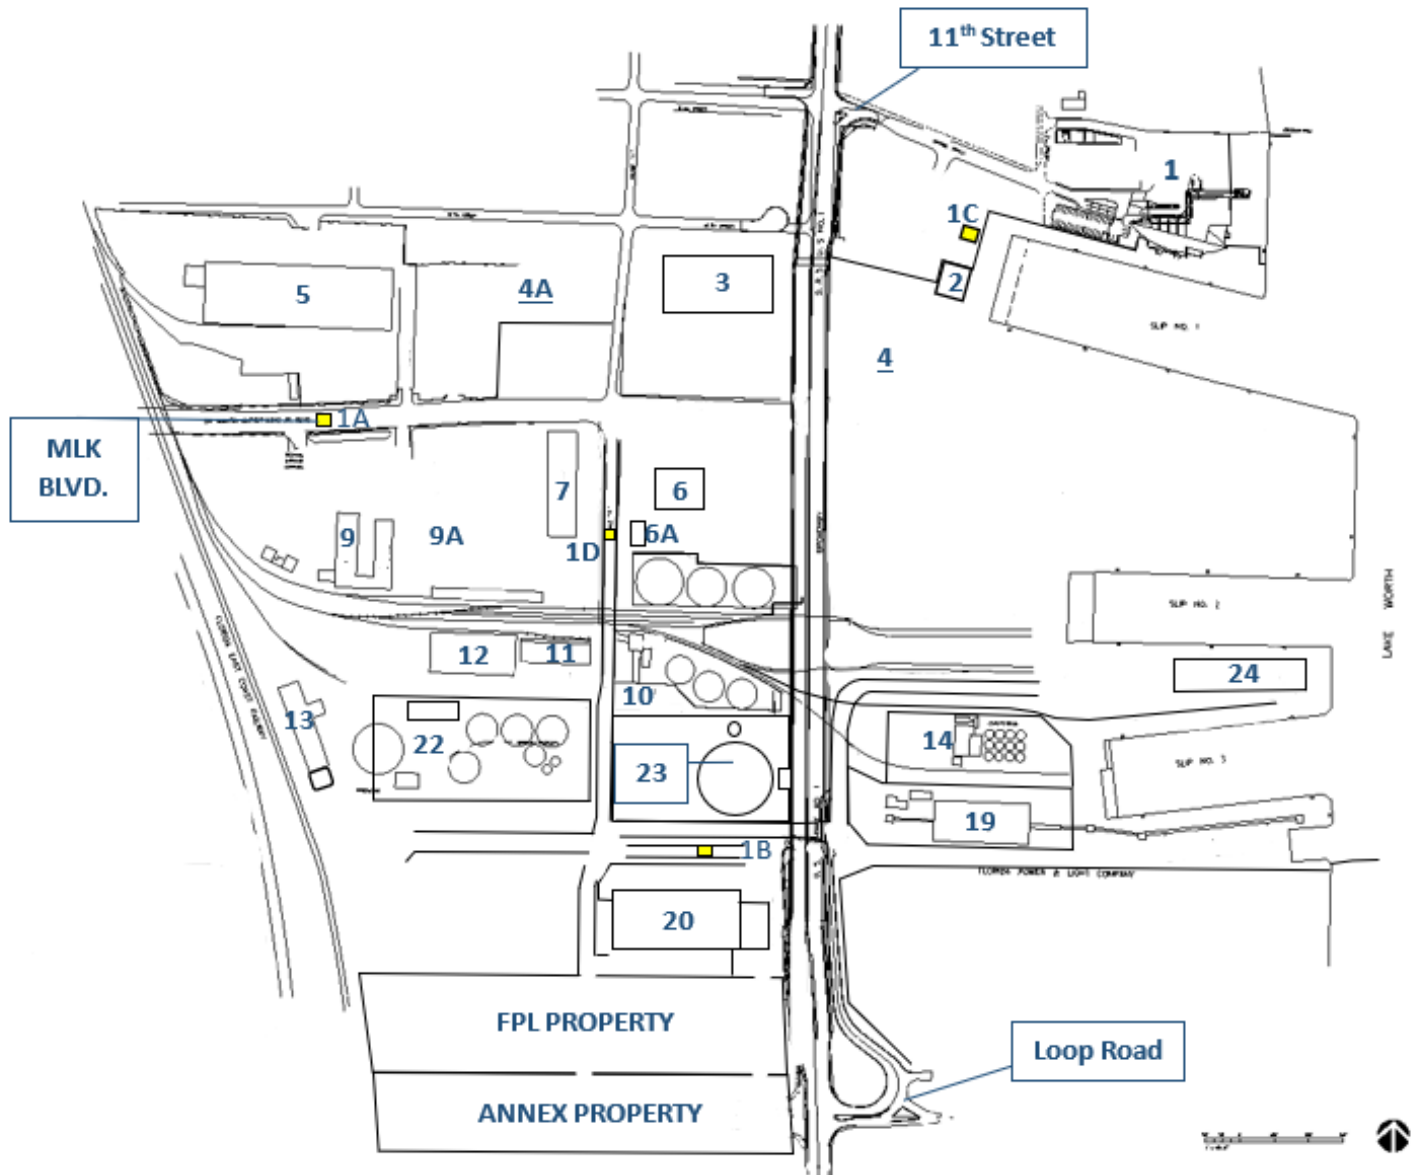 11th Street
1
1C
2
3
4A
5
SLIP NO. 1
4
1A
MLK
BLVD.
6
7
9
9A
6A
1D
SLIP NO. 2
LAKE WORTH
FLORIDA EAST COAST RAILWAY
12
11
24
10
13
22
14
23
SLIP NO. 3
19
1B
FLORIDA POWER & LIGHT COMPANY
20
FPL PROPERTY
Loop Road
ANNEX PROPERTY